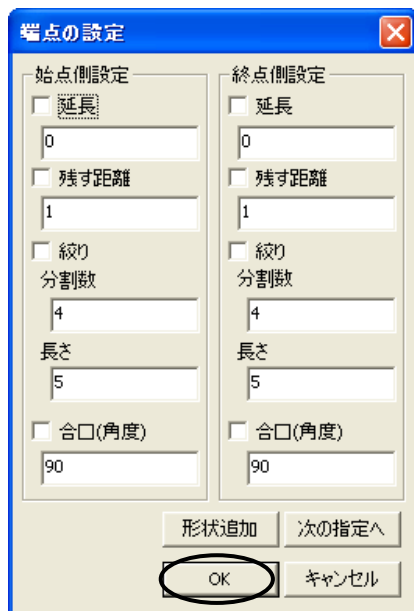 端点の設定
始点側設定
延長
0
残す距離
1
絞り
分割数
4
長さ
5
合口(角度)
90
終点側設定
延長
0
残す距離
1
絞り
分割数
4
長さ
5
合口(角度)
90
形状追加
次の指定へ
OK
キャンセル